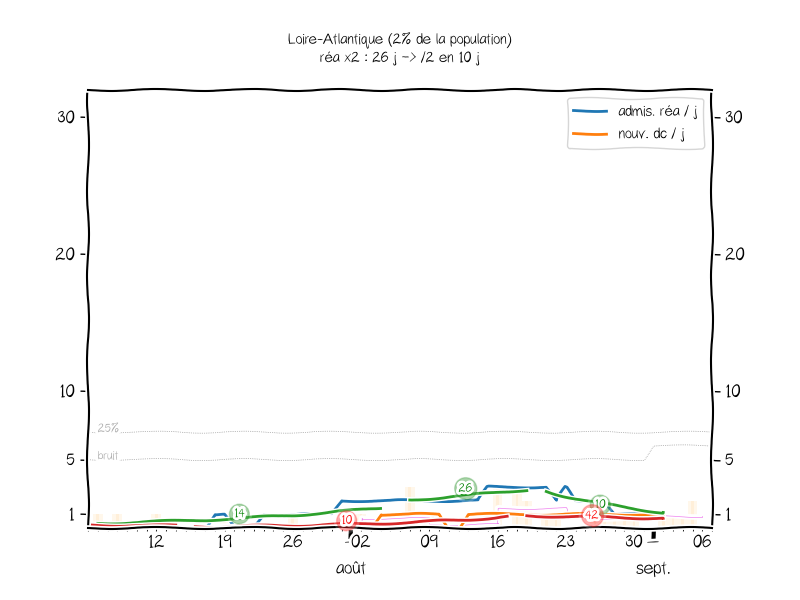 Loire-Atlantique (2% de la population)
réa x2 : 26 j -> /2 en 10 j
admis. réa / j
nouv. dc / j
30
30
20
20
10
10
25%
5
bruit
5
26
14
10
10
42
1
1
12 19 26 02 09 16 23 30 06
août sept.